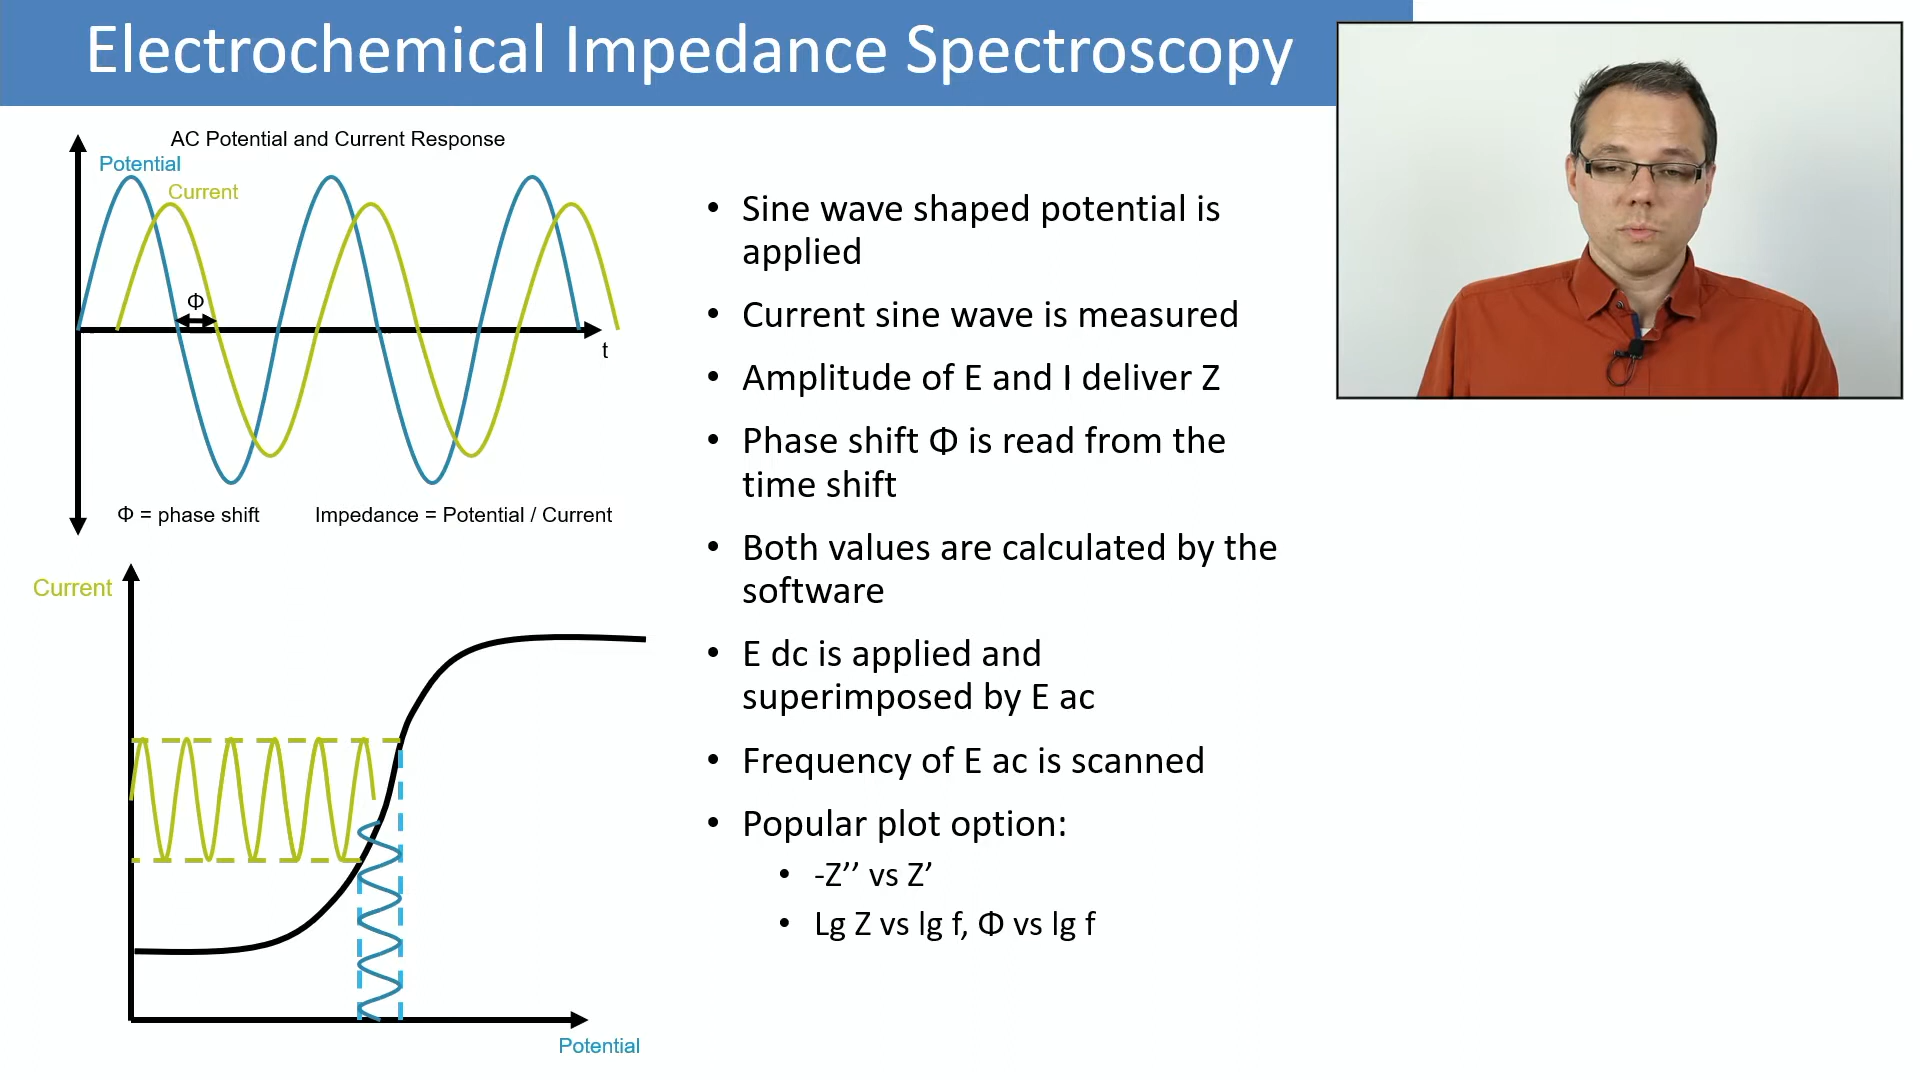 Electrochemical Impedance Spectroscopy
AC Potential and Current Response
Potential
Current
Φ
t
Φ = phase shift
Impedance = Potential / Current
Current
Potential
• Sine wave shaped potential is
applied
• Current sine wave is measured
• Amplitude of E and I deliver Z
• Phase shift Φ is read from the
time shift
• Both values are calculated by the
software
• E dc is applied and
superimposed by E ac
• Frequency of E ac is scanned
• Popular plot option:
• -Z’’ vs Z’
• Lg Z vs lg f, Φ vs lg f